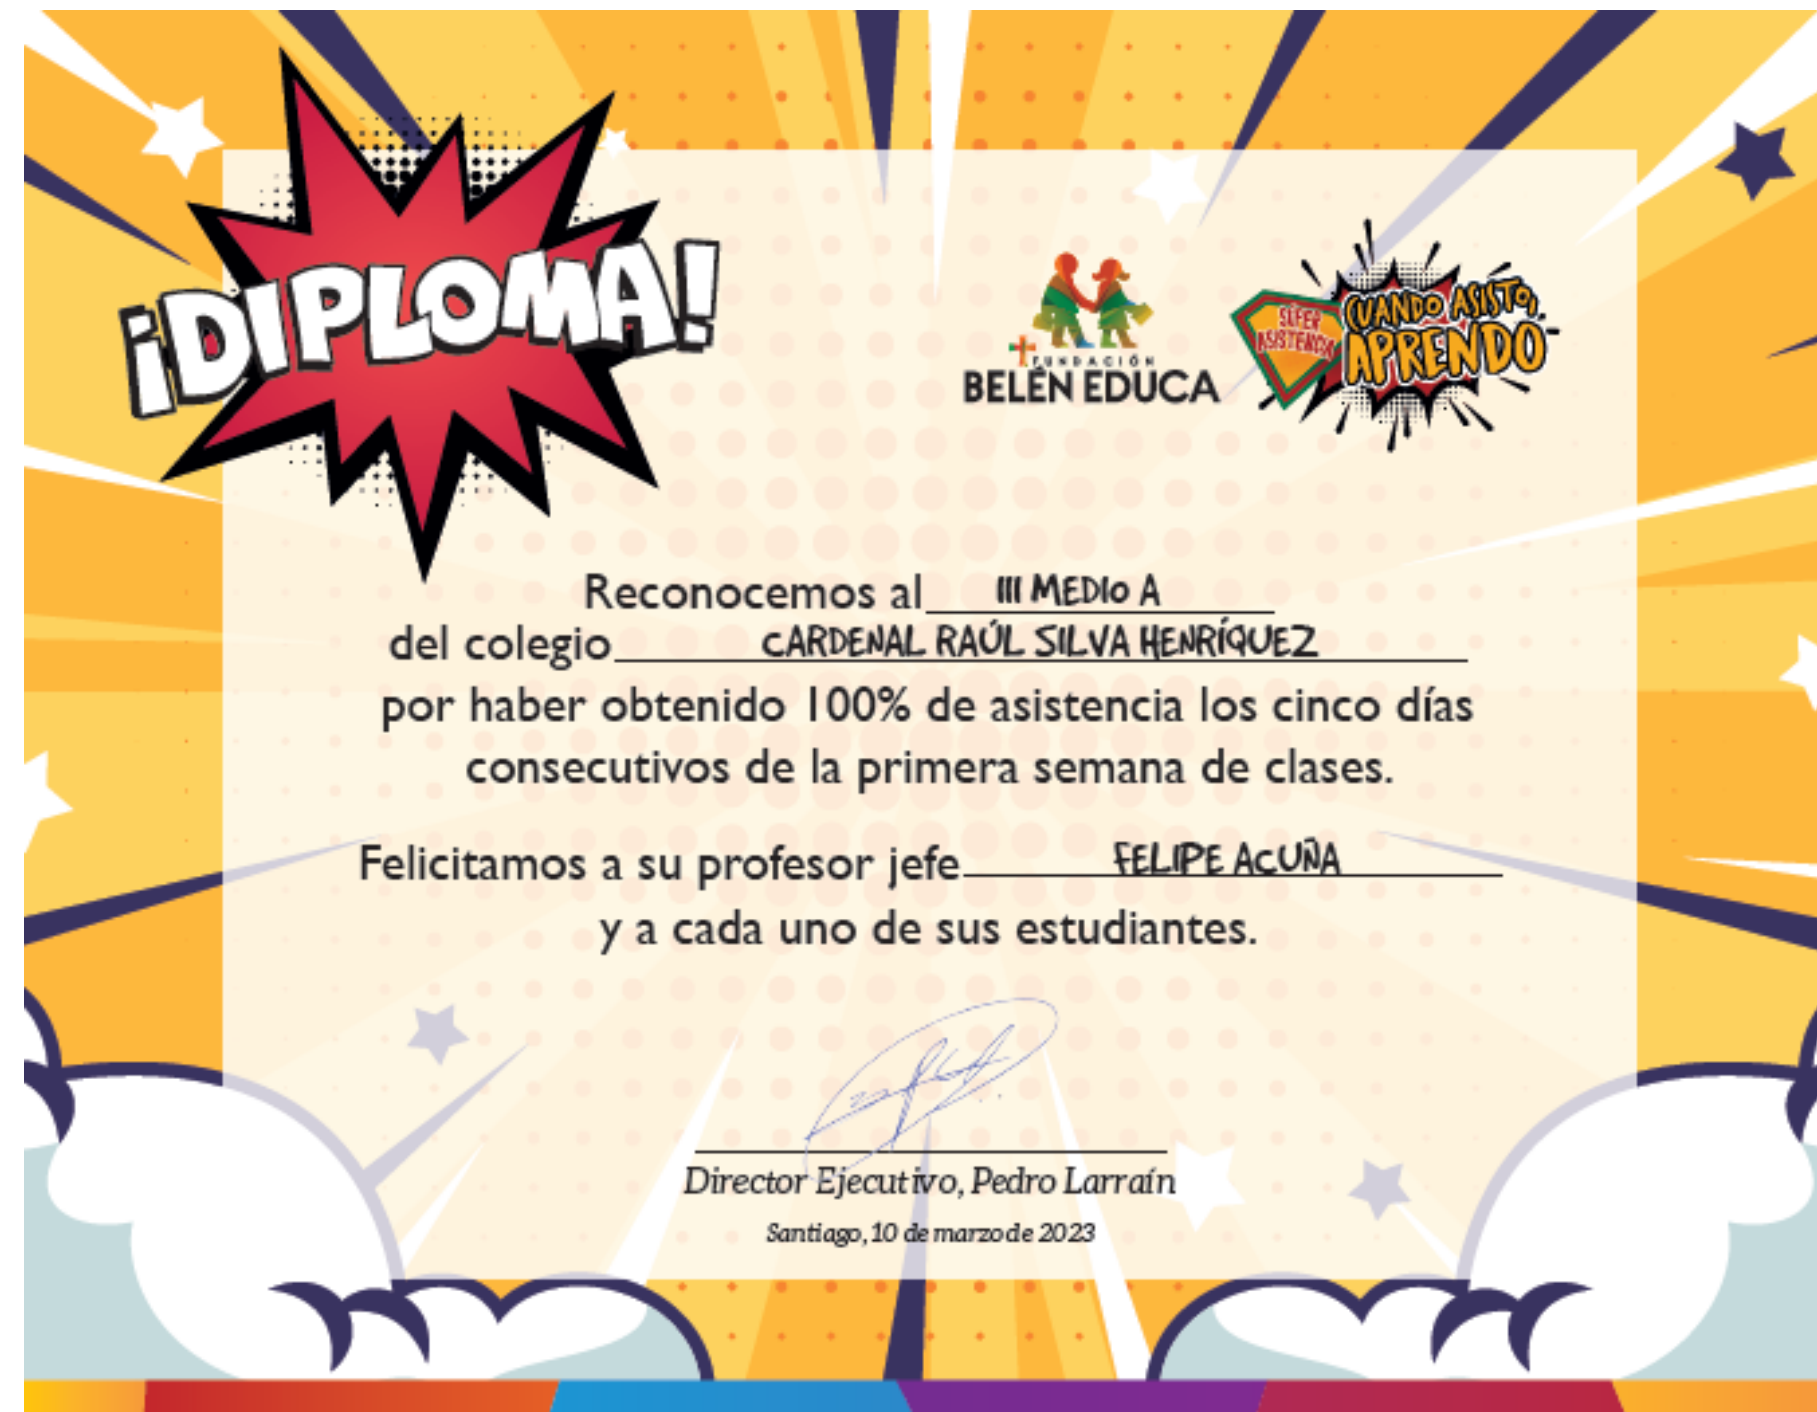 ¡DIPLOMA!
FUNDACIÓN
BELÉN EDUCA
SÚPER
ASISTENCIA
CUANDO ASISTO,
APRENDO
Reconocemos al III MEDIO A
del colegio CARDENAL RAÚL SILVA HENRÍQUEZ
por haber obtenido 100% de asistencia los cinco días
consecutivos de la primera semana de clases.
Felicitamos a su profesor jefe FELIPE ACUÑA
y a cada uno de sus estudiantes.
Director Ejecutivo, Pedro Larraín
Santiago, 10 de marzo de 2023